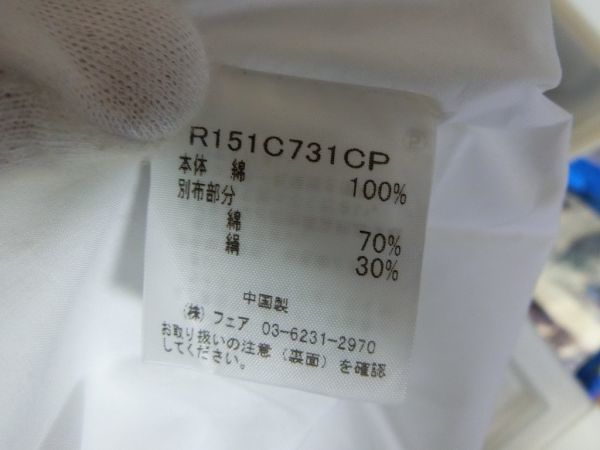 R151C731CP
本体 綿 100%
別布部分
綿 70%
絹 30%
中国製
(株) フェア 03-6231-2970
お取り扱いの注意 (裏面) を確認
してください。